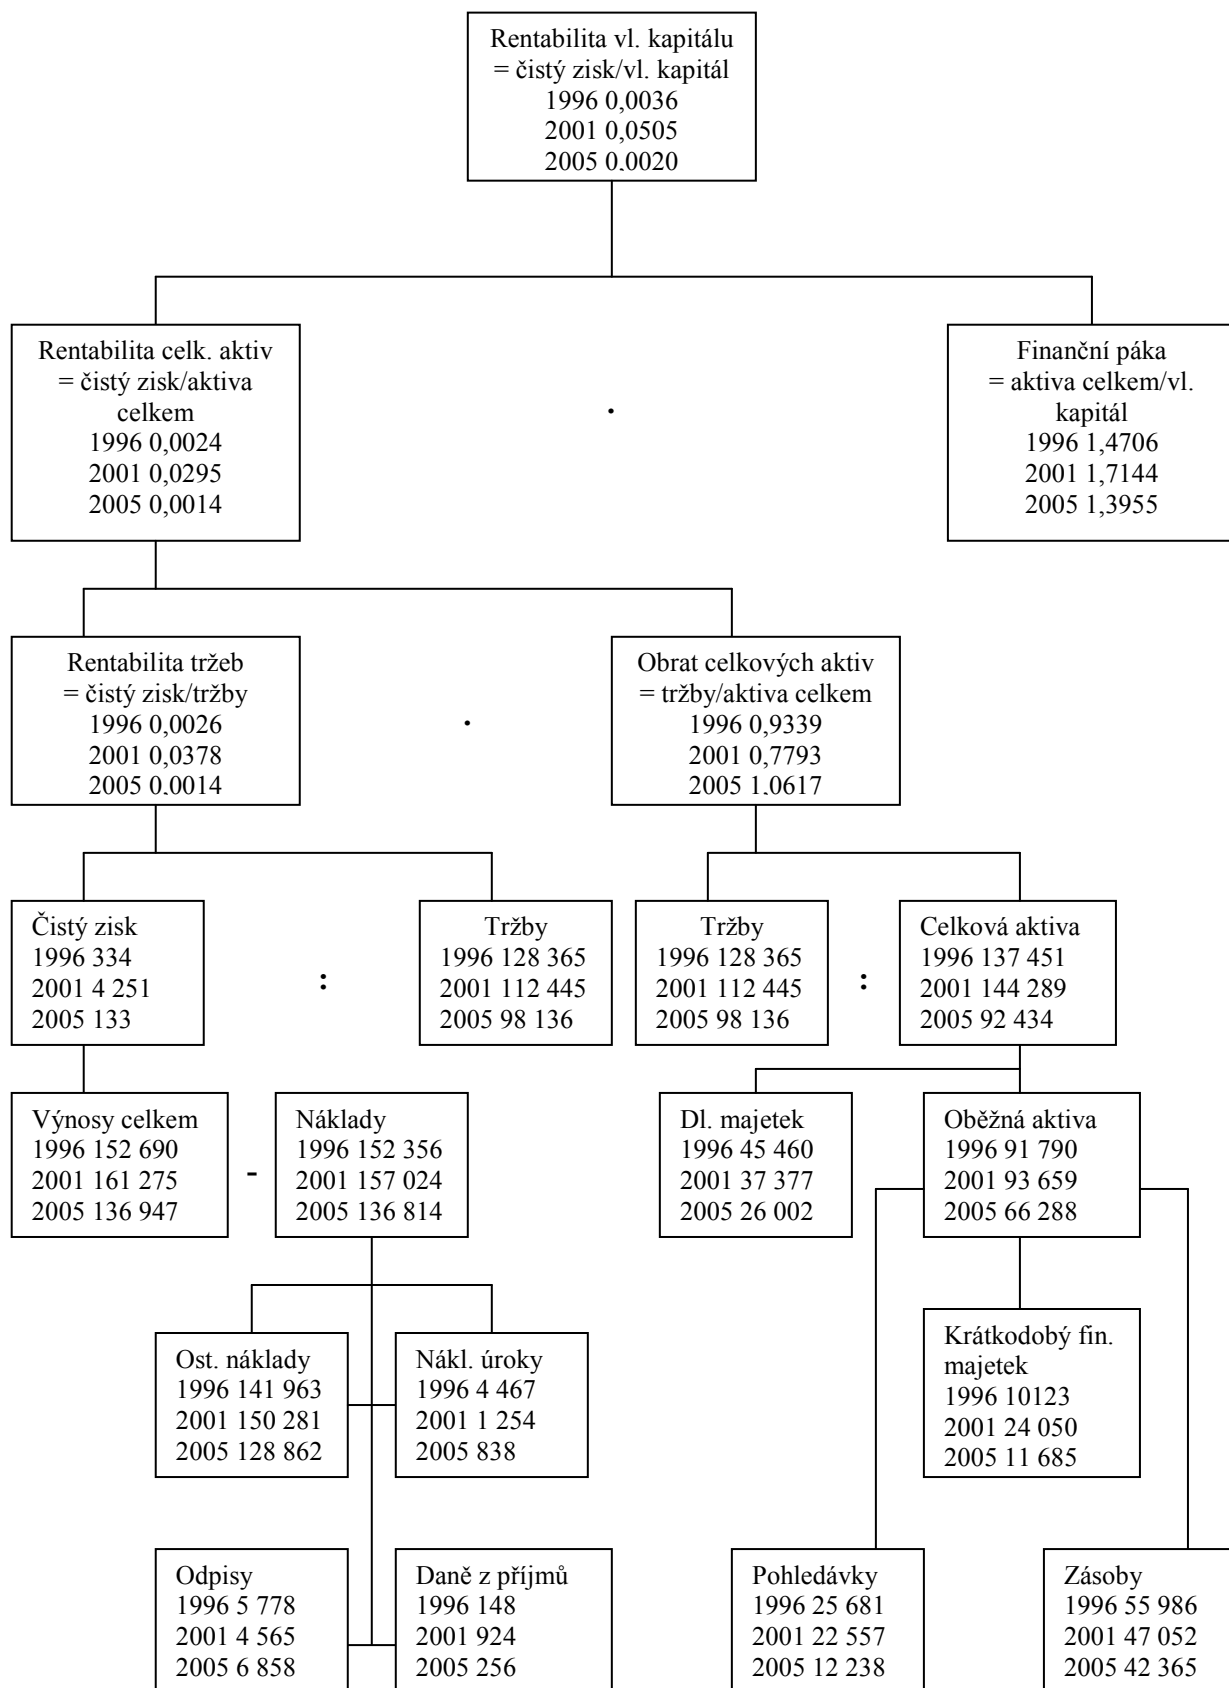 Rentabilita vl. kapitálu
= čistý zisk/vl. kapitál
1996 0,0036
2001 0,0505
2005 0,0020
Rentabilita celk. aktiv
= čistý zisk/aktiva
celkem
1996 0,0024
2001 0,0295
2005 0,0014
.
Finanční páka
= aktiva celkem/vl.
kapitál
1996 1,4706
2001 1,7144
2005 1,3955
Rentabilita tržeb
= čistý zisk/tržby
1996 0,0026
2001 0,0378
2005 0,0014
.
Obrat celkových aktiv
= tržby/aktiva celkem
1996 0,9339
2001 0,7793
2005 1,0617
Čistý zisk
1996 334
2001 4 251
2005 133
:
Tržby
1996 128 365
2001 112 445
2005 98 136
Tržby
1996 128 365
2001 112 445
2005 98 136
:
Celková aktiva
1996 137 451
2001 144 289
2005 92 434
Výnosy celkem
1996 152 690
2001 161 275
2005 136 947
-
Náklady
1996 152 356
2001 157 024
2005 136 814
Dl. majetek
1996 45 460
2001 37 377
2005 26 002
Oběžná aktiva
1996 91 790
2001 93 659
2005 66 288
Ost. náklady
1996 141 963
2001 150 281
2005 128 862
Nákl. úroky
1996 4 467
2001 1 254
2005 838
Krátkodobý fin.
majetek
1996 10123
2001 24 050
2005 11 685
Odpisy
1996 5 778
2001 4 565
2005 6 858
Daně z příjmů
1996 148
2001 924
2005 256
Pohledávky
1996 25 681
2001 22 557
2005 12 238
Zásoby
1996 55 986
2001 47 052
2005 42 365